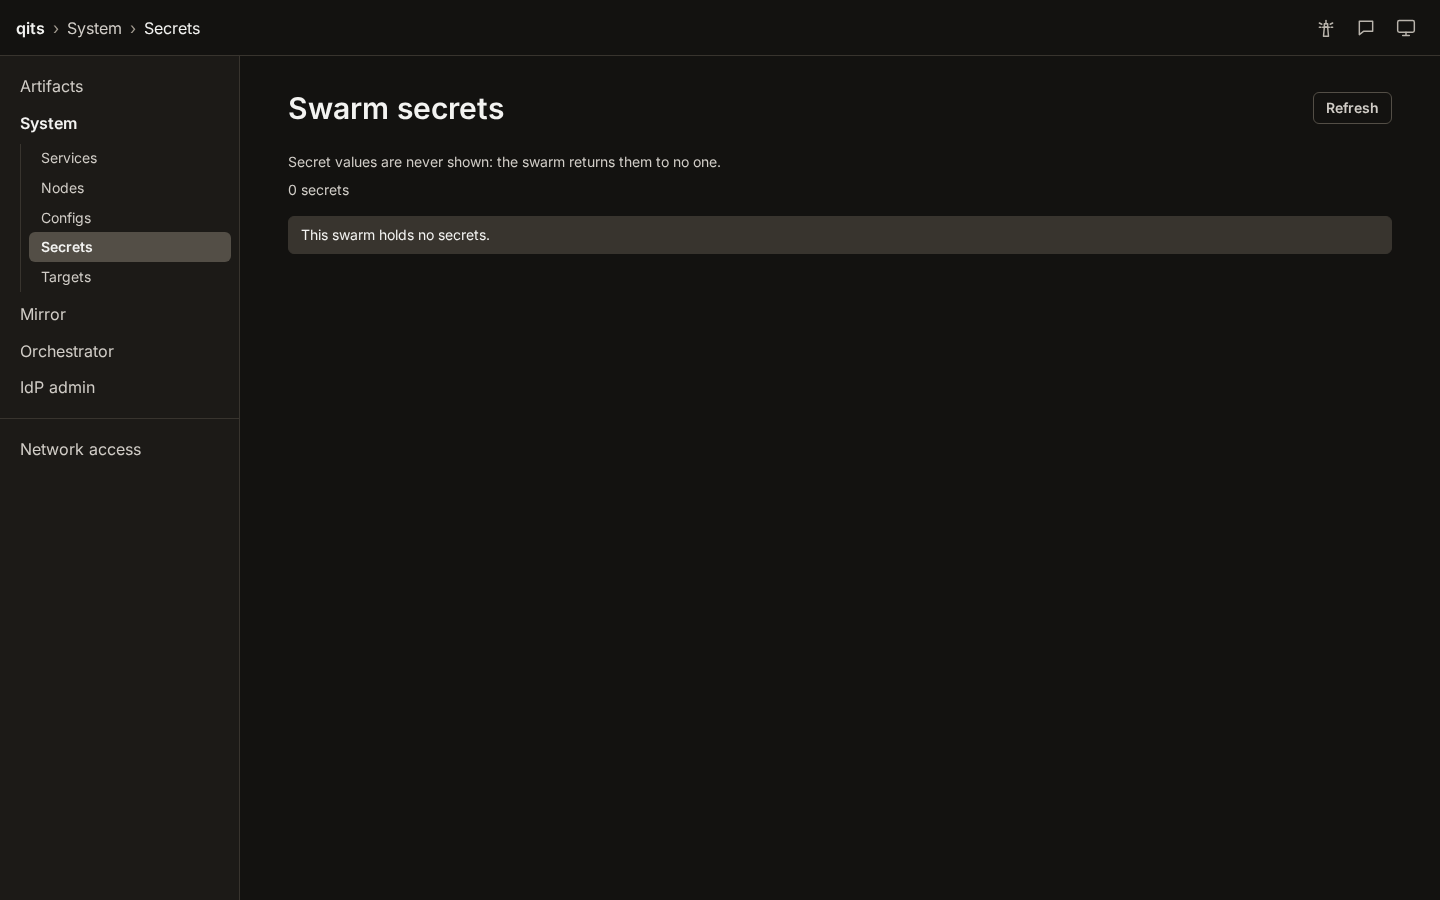 qits › System › Secrets
Artifacts
System
Services
Nodes
Configs
Secrets
Targets
Mirror
Orchestrator
IdP admin
Network access
Swarm secrets
Refresh
Secret values are never shown: the swarm returns them to no one.
0 secrets
This swarm holds no secrets.